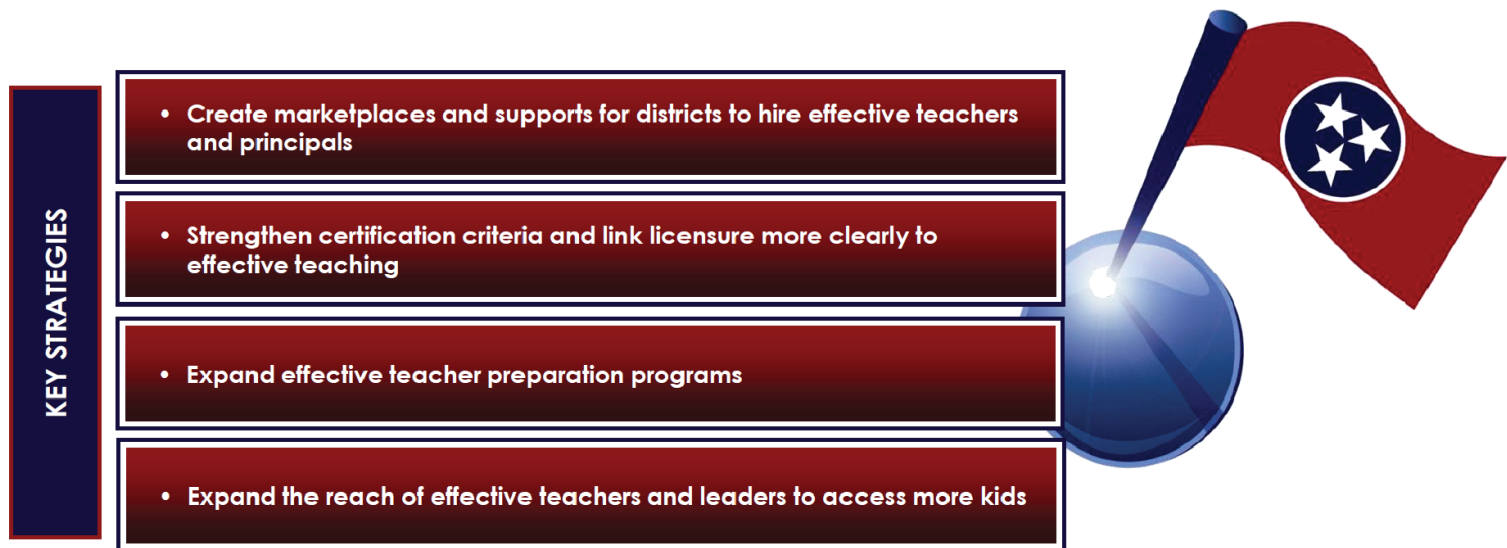 KEY STRATEGIES
• Create marketplaces and supports for districts to hire effective teachers
and principals
• Strengthen certification criteria and link licensure more clearly to
effective teaching
• Expand effective teacher preparation programs
• Expand the reach of effective teachers and leaders to access more kids